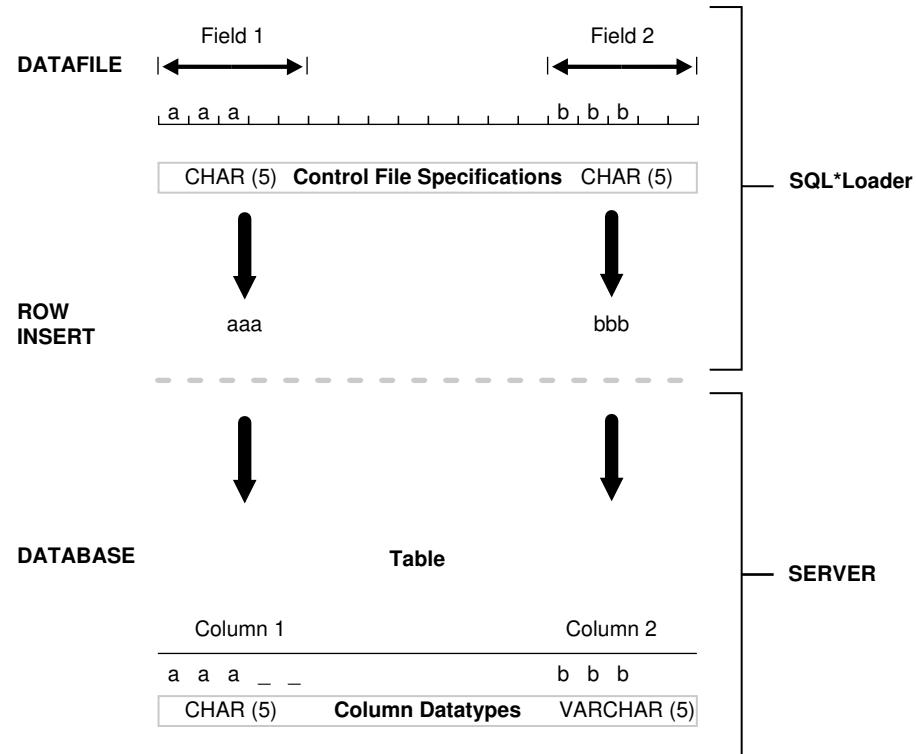 Field 1 Field 2
DATAFILE
a a a b b b
CHAR (5) Control File Specifications CHAR (5)
SQL*Loader
ROW
INSERT
aaa bbb
DATABASE
Table
SERVER
Column 1 Column 2
a a a _ _ b b b
CHAR (5) Column Datatypes VARCHAR (5)